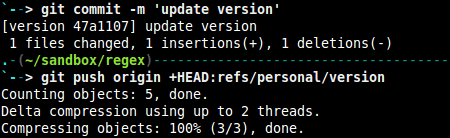 `--> git commit -m 'update version'
[version 47a1107] update version
 1 files changed, 1 insertions(+), 1 deletions(-)
.-(~/sandbox/regex)------------------------------------
`--> git push origin +HEAD:refs/personal/version
Counting objects: 5, done.
Delta compression using up to 2 threads.
Compressing objects: 100% (3/3), done.